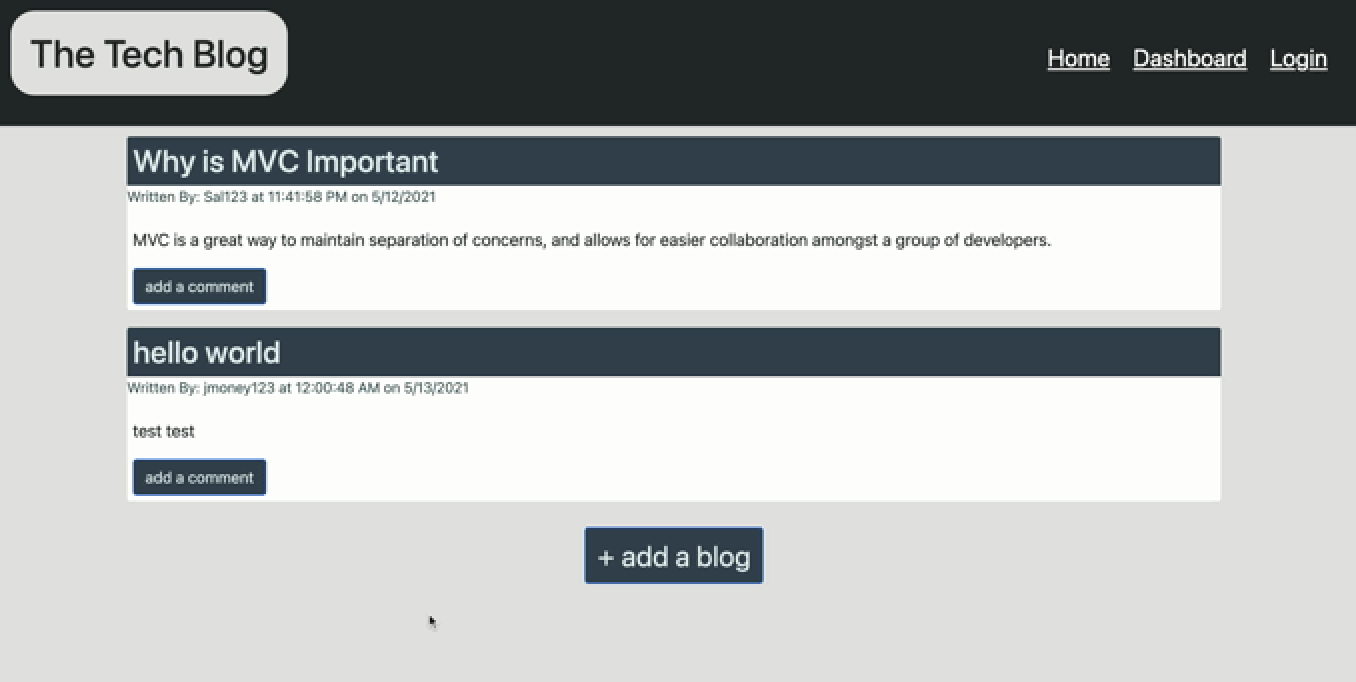 The Tech Blog
Home Dashboard Login
Why is MVC Important
Written By: Sal123 at 11:41:58 PM on 5/12/2021
MVC is a great way to maintain separation of concerns, and allows for easier collaboration amongst a group of developers.
add a comment
hello world
Written By: jmoney123 at 12:00:48 AM on 5/13/2021
test test
add a comment
+ add a blog